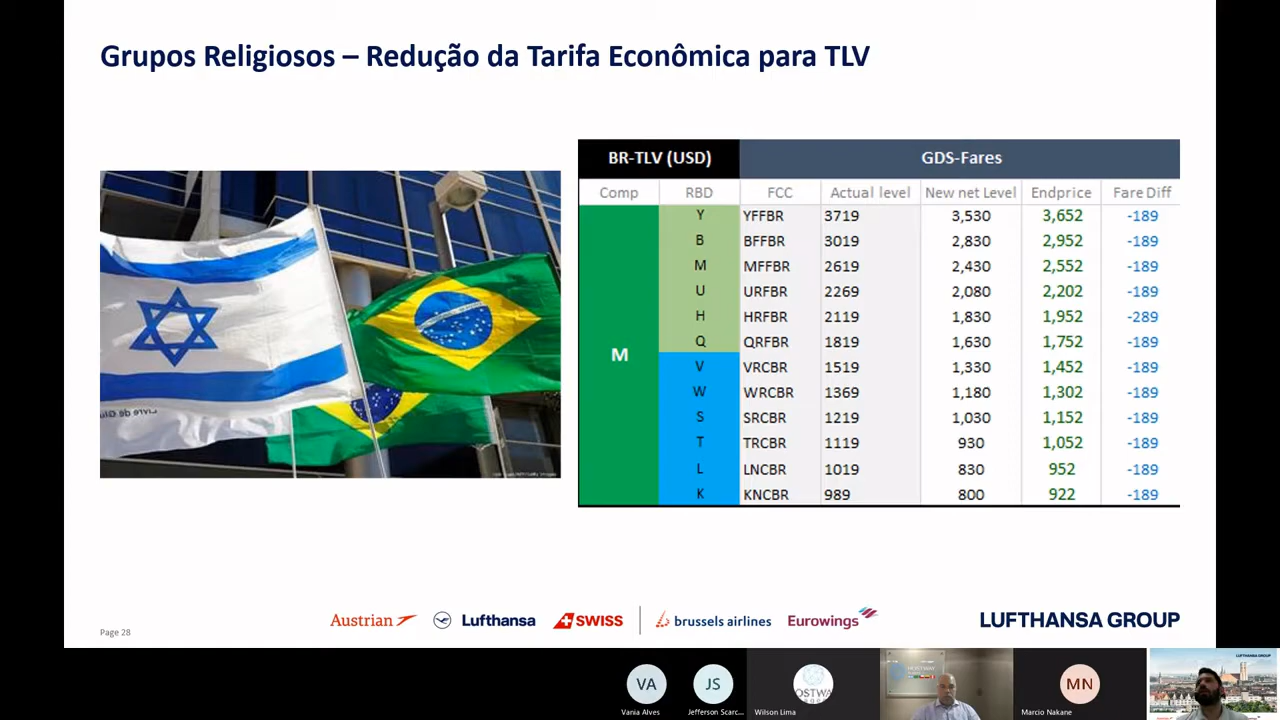 Grupos Religiosos – Redução da Tarifa Econômica para TLV
BR-TLV (USD) GDS-Fares
Comp RBD FCC Actual level New net Level Endprice Fare Diff
M
Y YFFBR 3719 3,530 3,652 -189
B BFFBR 3019 2,830 2,952 -189
M MFFBR 2619 2,430 2,552 -189
U URFBR 2269 2,080 2,202 -189
H HRFBR 2119 1,830 1,952 -289
Q QRFBR 1819 1,630 1,752 -189
V VRCBR 1519 1,330 1,452 -189
W WRCBR 1369 1,180 1,302 -189
S SRCBR 1219 1,030 1,152 -189
T TRCBR 1119 930 1,052 -189
L LNCBR 1019 830 952 -189
K KNCBR 989 800 922 -189
Page 28
Austrian Lufthansa SWISS brussels airlines Eurowings LUFTHANSA GROUP
VA JS OSTWA MN LUFTHANSA GROUP
Vania Alves Jefferson Scarc... Wilson Lima Marcio Nakane